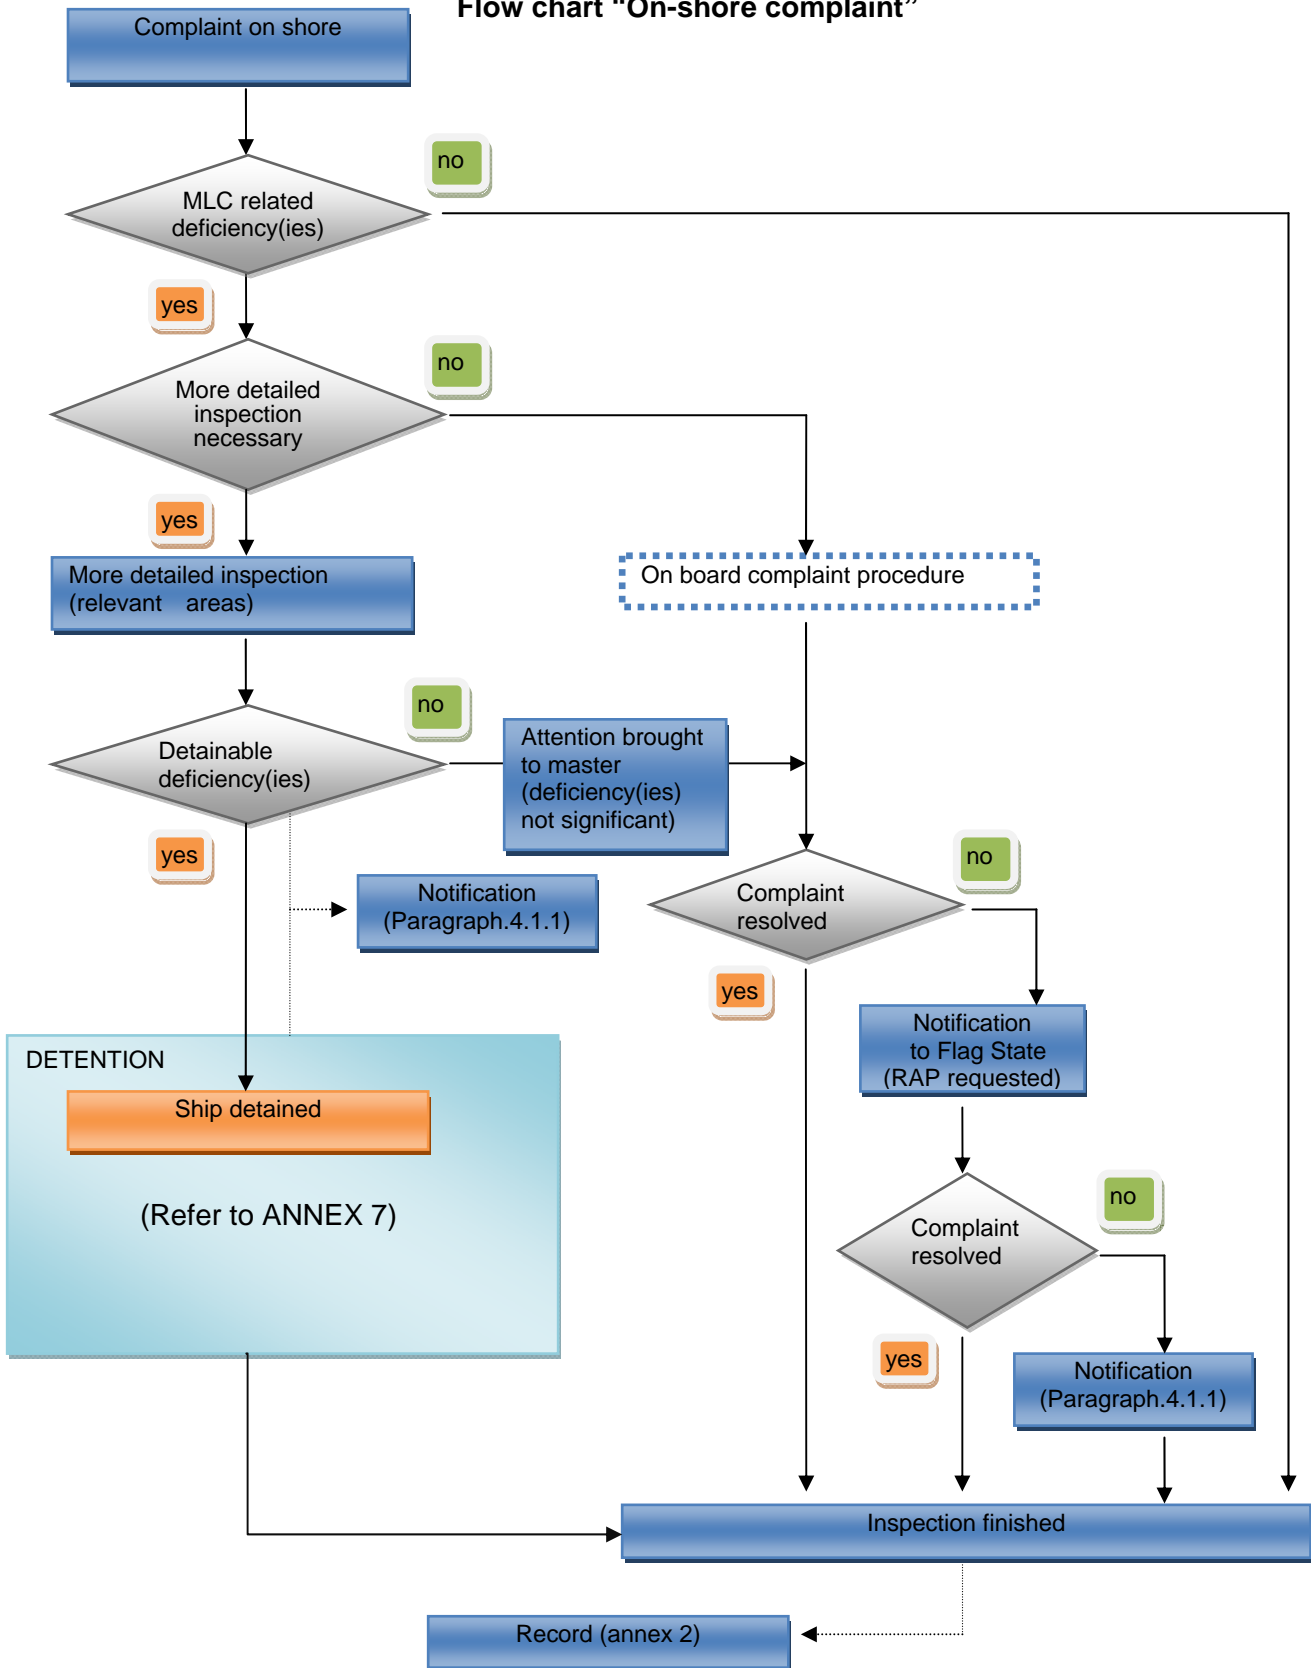 Flow chart “On-shore complaint”
Complaint on shore
no
MLC related
deficiency(ies)
yes
no
More detailed
inspection
necessary
yes
More detailed inspection
(relevant areas)
On board complaint procedure
no
Detainable
deficiency(ies)
Attention brought
to master
(deficiency(ies)
not significant)
yes
no
Notification
(Paragraph.4.1.1)
Complaint
resolved
yes
Notification
to Flag State
(RAP requested)
DETENTION
Ship detained
(Refer to ANNEX 7)
no
Complaint
resolved
yes
Notification
(Paragraph.4.1.1)
Inspection finished
Record (annex 2)